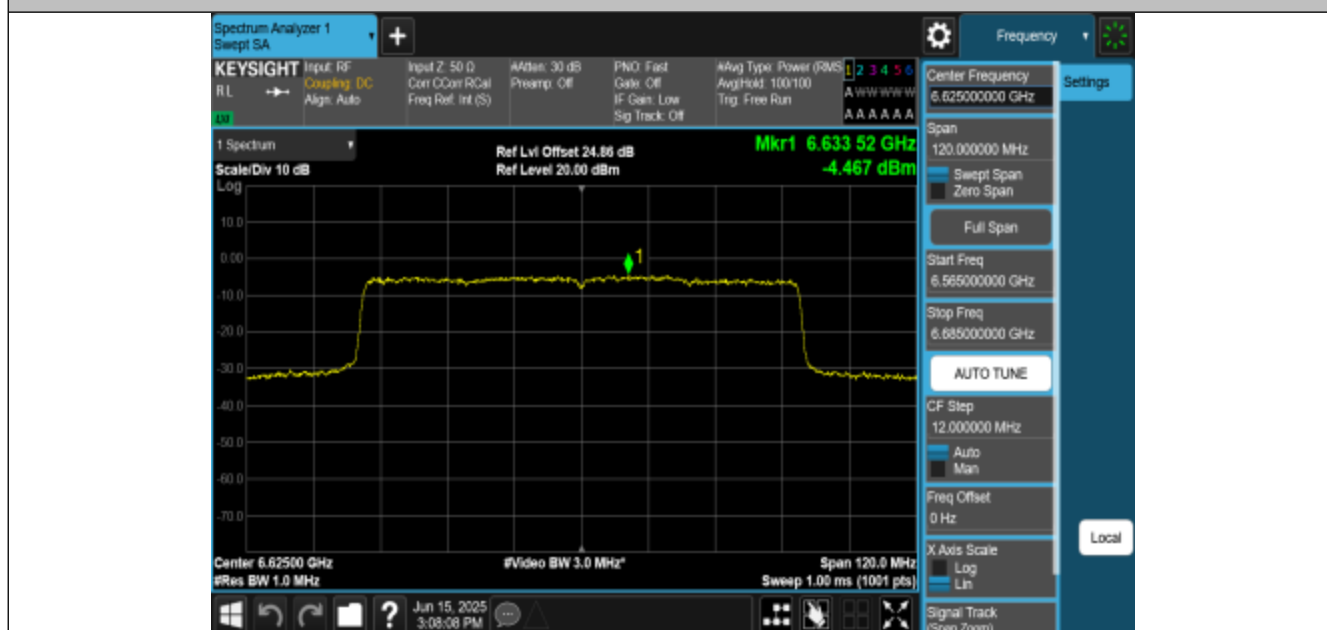 Spectrum Analyzer 1
Swept SA
+
Frequency
KEYSIGHT
RL
Input: RF
Coupling: DC
Align: Auto
Input Z: 50 Ω
Corr CCorr RCal
Freq Ref: Int (S)
#Atten: 30 dB
Preamp: Off
PNO: Fast
Gate: Off
IF Gain: Low
Sig Track: Off
#Avg Type: Power (RMS
Avg|Hold: 100/100
Trig: Free Run
1 2 3 4 5 6
A W W W W W
A A A A A A
Center Frequency
6.625000000 GHz
Settings
Span
120.000000 MHz
Swept Span
Zero Span
Full Span
Start Freq
6.565000000 GHz
Stop Freq
6.685000000 GHz
AUTO TUNE
CF Step
12.000000 MHz
Auto
Man
Freq Offset
0 Hz
X Axis Scale
Log
Lin
Signal Track
(Span Zoom)
Local
1 Spectrum
Scale/Div 10 dB
Log
Ref Lvl Offset 24.86 dB
Ref Level 20.00 dBm
Mkr1 6.633 52 GHz
-4.467 dBm
10.0
0.00
-10.0
-20.0
-30.0
-40.0
-50.0
-60.0
-70.0
1
Center 6.62500 GHz
#Res BW 1.0 MHz
#Video BW 3.0 MHz*
Span 120.0 MHz
Sweep 1.00 ms (1001 pts)
?
Jun 15, 2025
3:08:08 PM